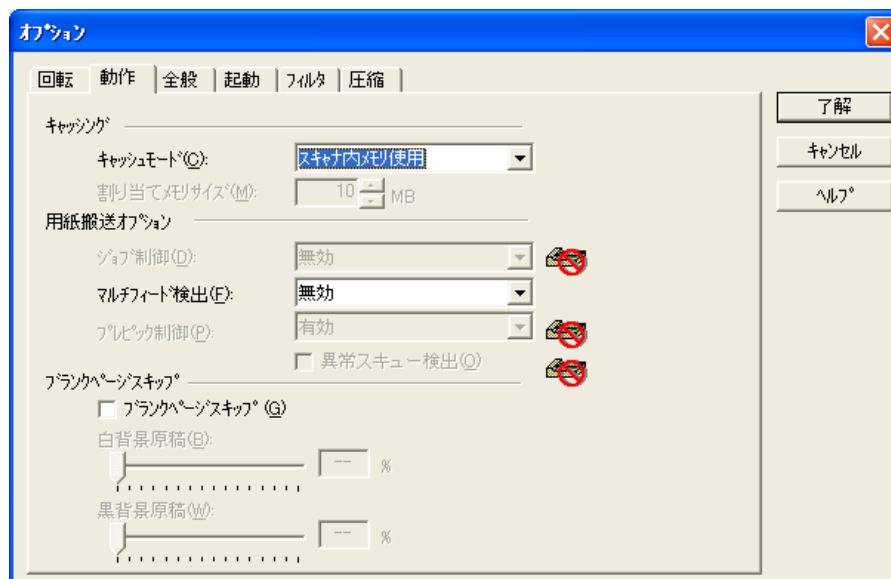 ｵﾌﾟｼｮﾝ
回転 動作 全般 起動 ﾌｨﾙﾀ 圧縮
了解
ｷｬﾝｾﾙ
ﾍﾙﾌﾟ
ｷｬｯｼﾝｸﾞ
ｷｬｯｼｭﾓｰﾄﾞ(C): ｽｷｬﾅ内ﾒﾓﾘ使用
割り当てﾒﾓﾘｻｲｽﾞ(M): 10 MB
用紙搬送ｵﾌﾟｼｮﾝ
ｼﾞｮﾌﾞ制御(D): 無効
ﾏﾙﾁﾌｨｰﾄﾞ検出(F): 無効
ﾌﾟﾚﾋﾟｯｸ制御(P): 有効
異常スキュー検出(O)
ﾌﾞﾗﾝｸﾍﾟｰｼﾞｽｷｯﾌﾟ
ﾌﾞﾗﾝｸﾍﾟｰｼﾞｽｷｯﾌﾟ(G)
白背景原稿(B):
-- %
黒背景原稿(W):
-- %